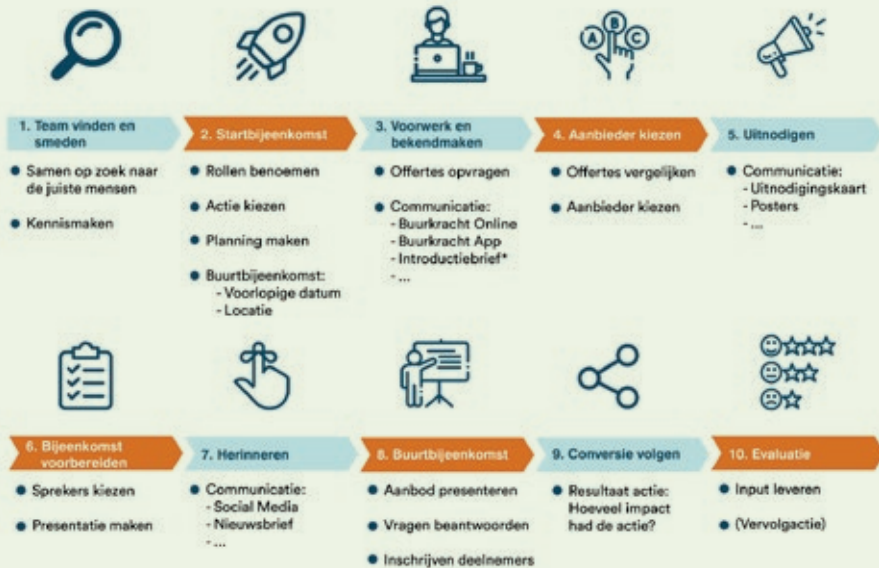 A
B
C
1. Team vinden en
smeden
Samen op zoek naar
de juiste mensen
Kennismaken
2. Startbijeenkomst
Rollen benoemen
Actie kiezen
Planning maken
Buurtbijeenkomst:
- Voorlopige datum
- Locatie
3. Voorwerk en
bekendmaken
Offertes opvragen
Communicatie:
- Buurkracht Online
- Buurkracht App
- Introductiebrief*
- ...
4. Aanbieder kiezen
Offertes vergelijken
Aanbieder kiezen
5. Uitnodigen
Communicatie:
- Uitnodigingskaart
- Posters
- ...
6. Bijeenkomst
voorbereiden
Sprekers kiezen
Presentatie maken
7. Herinneren
Communicatie:
- Social Media
- Nieuwsbrief
- ...
8. Buurtbijeenkomst
Aanbod presenteren
Vragen beantwoorden
Inschrijven deelnemers
9. Conversie volgen
Resultaat actie:
Hoeveel impact
had de actie?
10. Evaluatie
Input leveren
(Vervolgactie)